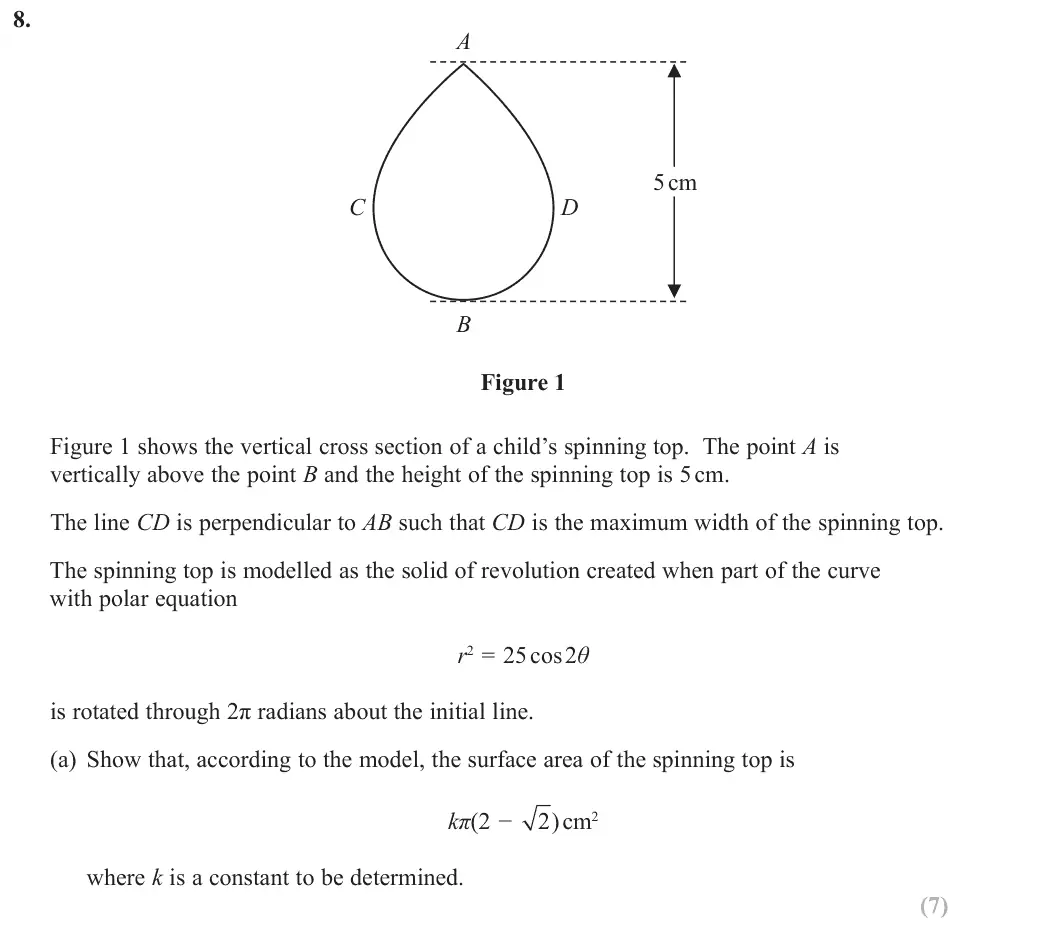 8.
A
5 cm
C
D
B
Figure 1
Figure 1 shows the vertical cross section of a child’s spinning top. The point A is
vertically above the point B and the height of the spinning top is 5 cm.
The line CD is perpendicular to AB such that CD is the maximum width of the spinning top.
The spinning top is modelled as the solid of revolution created when part of the curve
with polar equation
r² = 25 cos 2θ
is rotated through 2π radians about the initial line.
(a) Show that, according to the model, the surface area of the spinning top is
kπ(2 − √2) cm²
where k is a constant to be determined.
(7)